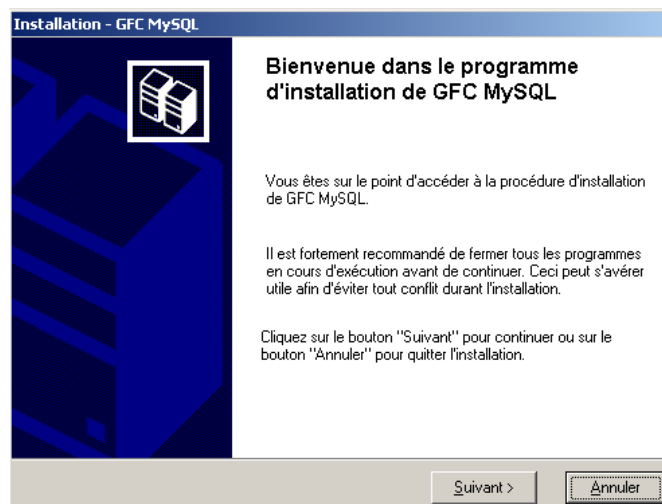 Installation - GFC MySQL
Bienvenue dans le programme
d'installation de GFC MySQL
Vous êtes sur le point d'accéder à la procédure d'installation
de GFC MySQL.
Il est fortement recommandé de fermer tous les programmes
en cours d'exécution avant de continuer. Ceci peut s'avérer
utile afin d'éviter tout conflit durant l'installation.
Cliquez sur le bouton "Suivant" pour continuer ou sur le
bouton "Annuler" pour quitter l'installation.
Suivant >
Annuler